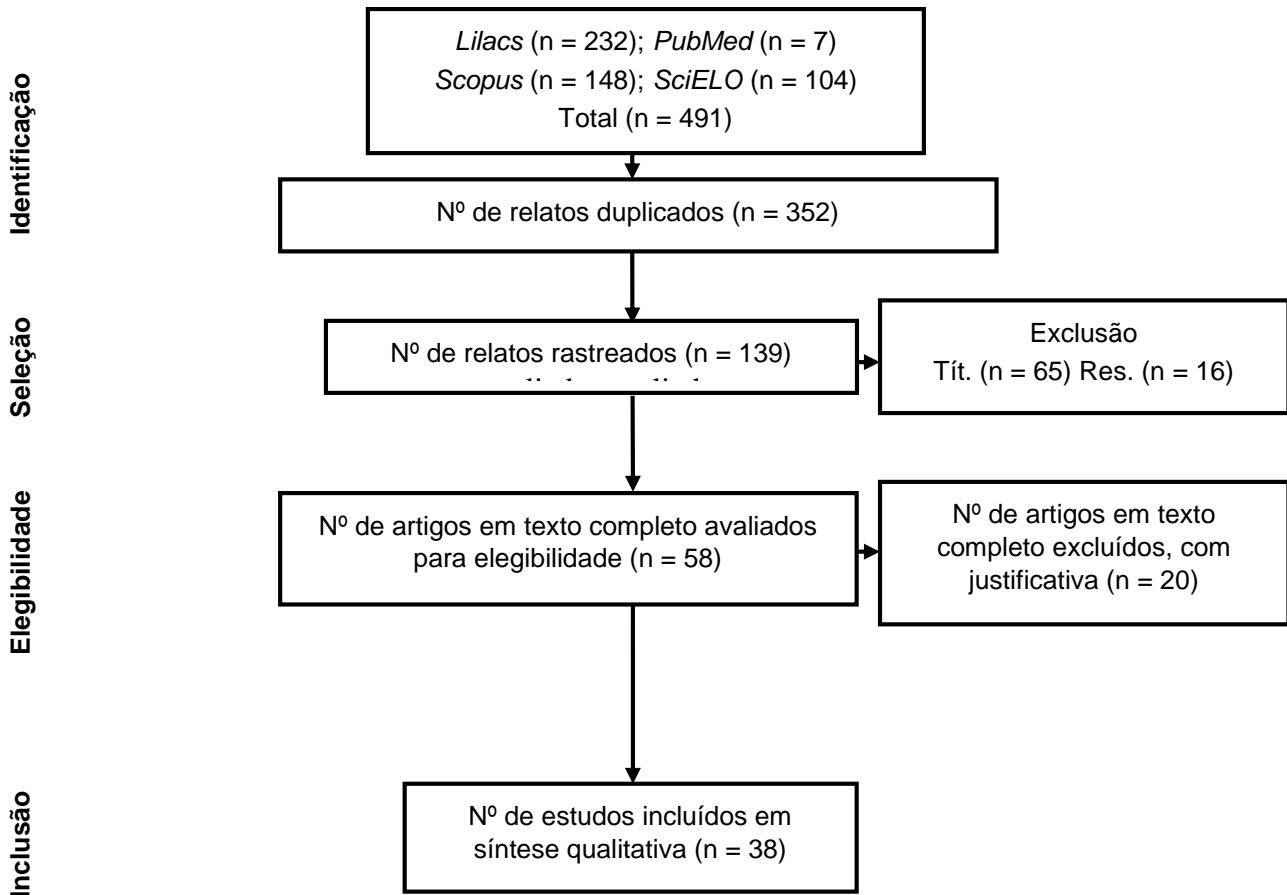 Identificação
Lilacs (n = 232); PubMed (n = 7)
Scopus (n = 148); SciELO (n = 104)
Total (n = 491)
Nº de relatos duplicados (n = 352)
Seleção
Nº de relatos rastreados (n = 139)
Exclusão
Tít. (n = 65) Res. (n = 16)
Elegibilidade
Nº de artigos em texto completo avaliados
para elegibilidade (n = 58)
Nº de artigos em texto
completo excluídos, com
justificativa (n = 20)
Inclusão
Nº de estudos incluídos em
síntese qualitativa (n = 38)